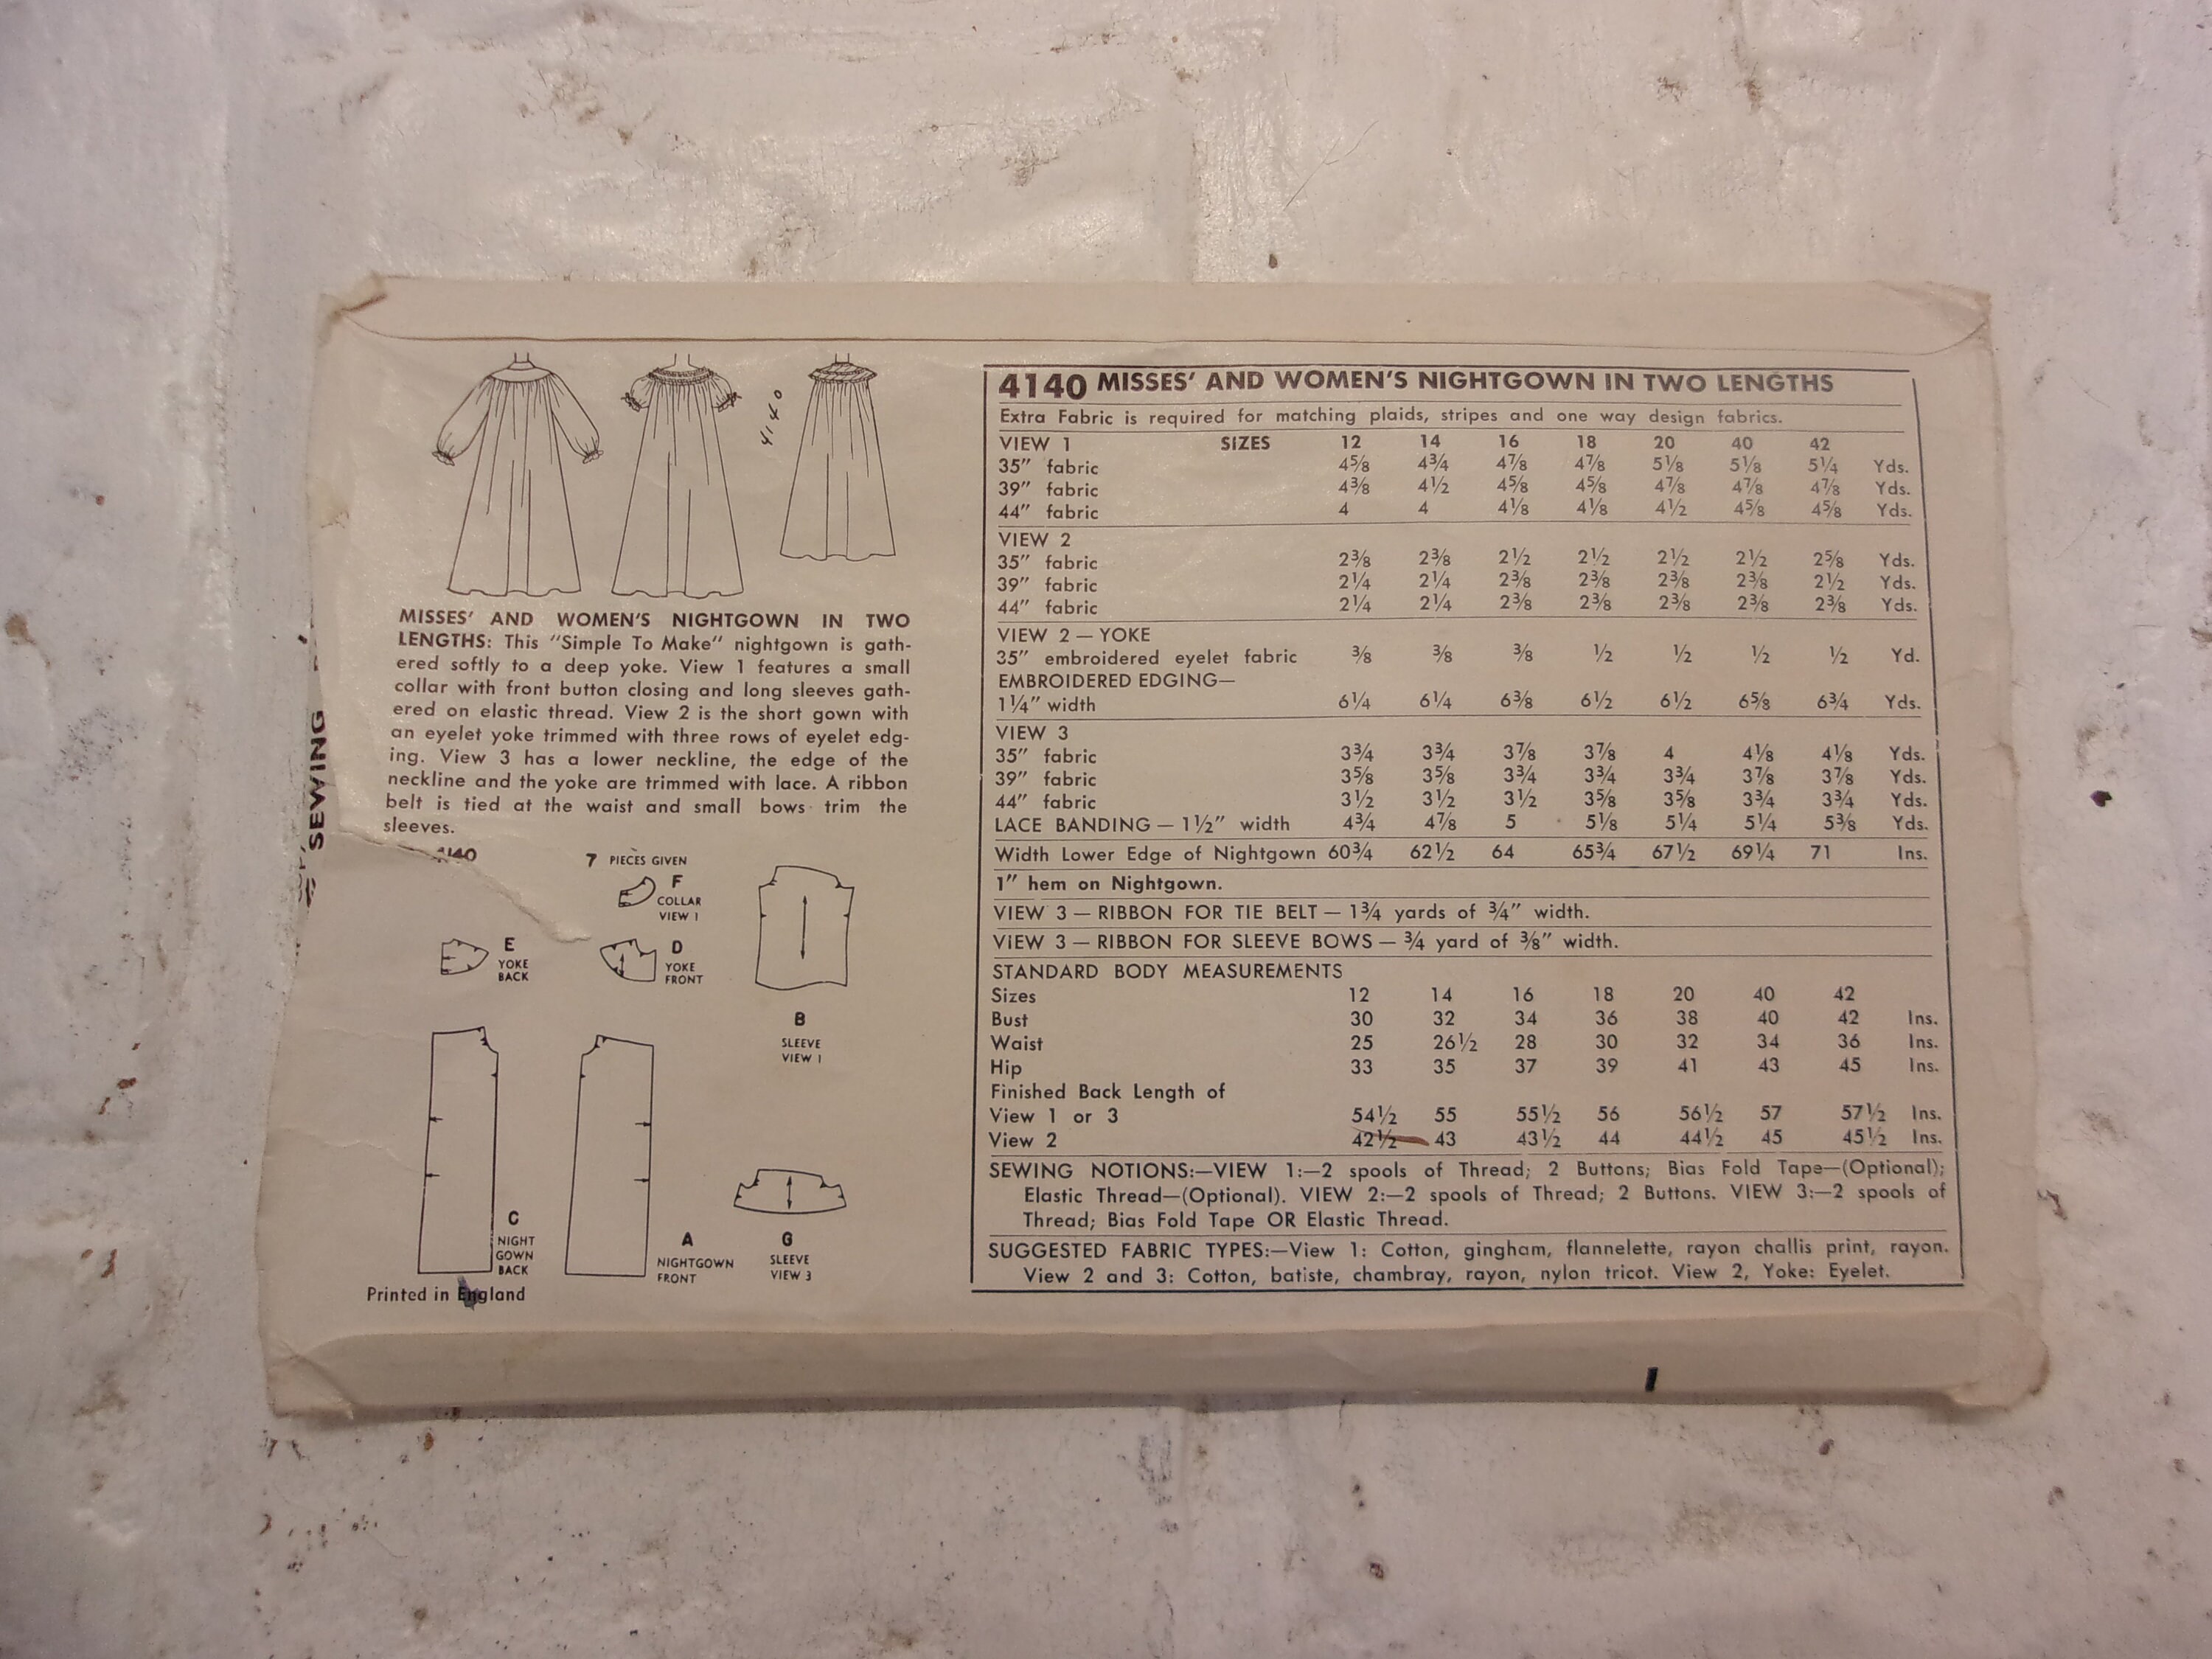 4140
MISSES' AND WOMEN'S NIGHTGOWN IN TWO
LENGTHS: This "Simple To Make" nightgown is gath-
ered softly to a deep yoke. View 1 features a small
collar with front button closing and long sleeves gath-
ered on elastic thread. View 2 is the short gown with
an eyelet yoke trimmed with three rows of eyelet edg-
ing. View 3 has a lower neckline, the edge of the
neckline and the yoke are trimmed with lace. A ribbon
belt is tied at the waist and small bows trim the
sleeves.
SEWING
4140
7 PIECES GIVEN
F
COLLAR
VIEW 1
E
YOKE
BACK
D
YOKE
FRONT
B
SLEEVE
VIEW 1
C
NIGHT
GOWN
BACK
A
NIGHTGOWN
FRONT
G
SLEEVE
VIEW 3
Printed in England
4140 MISSES' AND WOMEN'S NIGHTGOWN IN TWO LENGTHS
Extra Fabric is required for matching plaids, stripes and one way design fabrics.
VIEW 1 SIZES 12 14 16 18 20 40 42
35" fabric 4⅝ 4¾ 4⅞ 4⅞ 5⅛ 5⅛ 5¼ Yds.
39" fabric 4⅜ 4½ 4⅝ 4⅝ 4⅞ 4⅞ 4⅞ Yds.
44" fabric 4 4 4⅛ 4⅛ 4½ 4⅝ 4⅝ Yds.
VIEW 2
35" fabric 2⅜ 2⅜ 2½ 2½ 2½ 2½ 2⅝ Yds.
39" fabric 2¼ 2¼ 2⅜ 2⅜ 2⅜ 2⅜ 2½ Yds.
44" fabric 2¼ 2¼ 2⅜ 2⅜ 2⅜ 2⅜ 2⅜ Yds.
VIEW 2 — YOKE
35" embroidered eyelet fabric ⅜ ⅜ ⅜ ½ ½ ½ ½ Yd.
EMBROIDERED EDGING—
1¼" width 6¼ 6¼ 6⅜ 6½ 6½ 6⅝ 6¾ Yds.
VIEW 3
35" fabric 3¾ 3¾ 3⅞ 3⅞ 4 4⅛ 4⅛ Yds.
39" fabric 3⅝ 3⅝ 3¾ 3¾ 3¾ 3⅞ 3⅞ Yds.
44" fabric 3½ 3½ 3½ 3⅝ 3⅝ 3¾ 3¾ Yds.
LACE BANDING — 1½" width 4¾ 4⅞ 5 5⅛ 5¼ 5¼ 5⅜ Yds.
Width Lower Edge of Nightgown 60¾ 62½ 64 65¾ 67½ 69¼ 71 Ins.
1" hem on Nightgown.
VIEW 3 — RIBBON FOR TIE BELT — 1¾ yards of ¾" width.
VIEW 3 — RIBBON FOR SLEEVE BOWS — ¾ yard of ⅜" width.
STANDARD BODY MEASUREMENTS
Sizes 12 14 16 18 20 40 42
Bust 30 32 34 36 38 40 42 Ins.
Waist 25 26½ 28 30 32 34 36 Ins.
Hip 33 35 37 39 41 43 45 Ins.
Finished Back Length of
View 1 or 3 54½ 55 55½ 56 56½ 57 57½ Ins.
View 2 42½ 43 43½ 44 44½ 45 45½ Ins.
SEWING NOTIONS:—VIEW 1:—2 spools of Thread; 2 Buttons; Bias Fold Tape—(Optional);
Elastic Thread—(Optional). VIEW 2:—2 spools of Thread; 2 Buttons. VIEW 3:—2 spools of
Thread; Bias Fold Tape OR Elastic Thread.
SUGGESTED FABRIC TYPES:—View 1: Cotton, gingham, flannelette, rayon challis print, rayon.
View 2 and 3: Cotton, batiste, chambray, rayon, nylon tricot. View 2, Yoke: Eyelet.